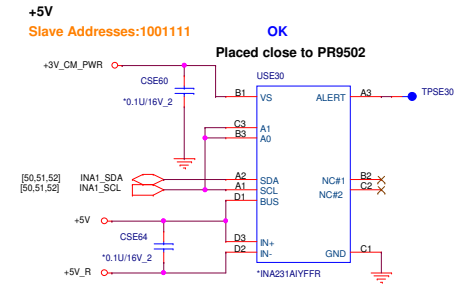 +5V
Slave Addresses:1001111
OK
Placed close to PR9502
+3V_CM_PWR
USE30
CSE60
*0.1U/16V_2
B1
VS
ALERT
A3
TPSE30
C3
A1
B3
A0
[50,51,52]
INA1_SDA
A2
SDA
NC#1
B2
[50,51,52]
INA1_SCL
A1
SCL
NC#2
C2
D1
BUS
+5V
CSE64
*0.1U/16V_2
D3
IN+
D2
IN-
GND
C1
+5V_R
*INA231AIYFFR